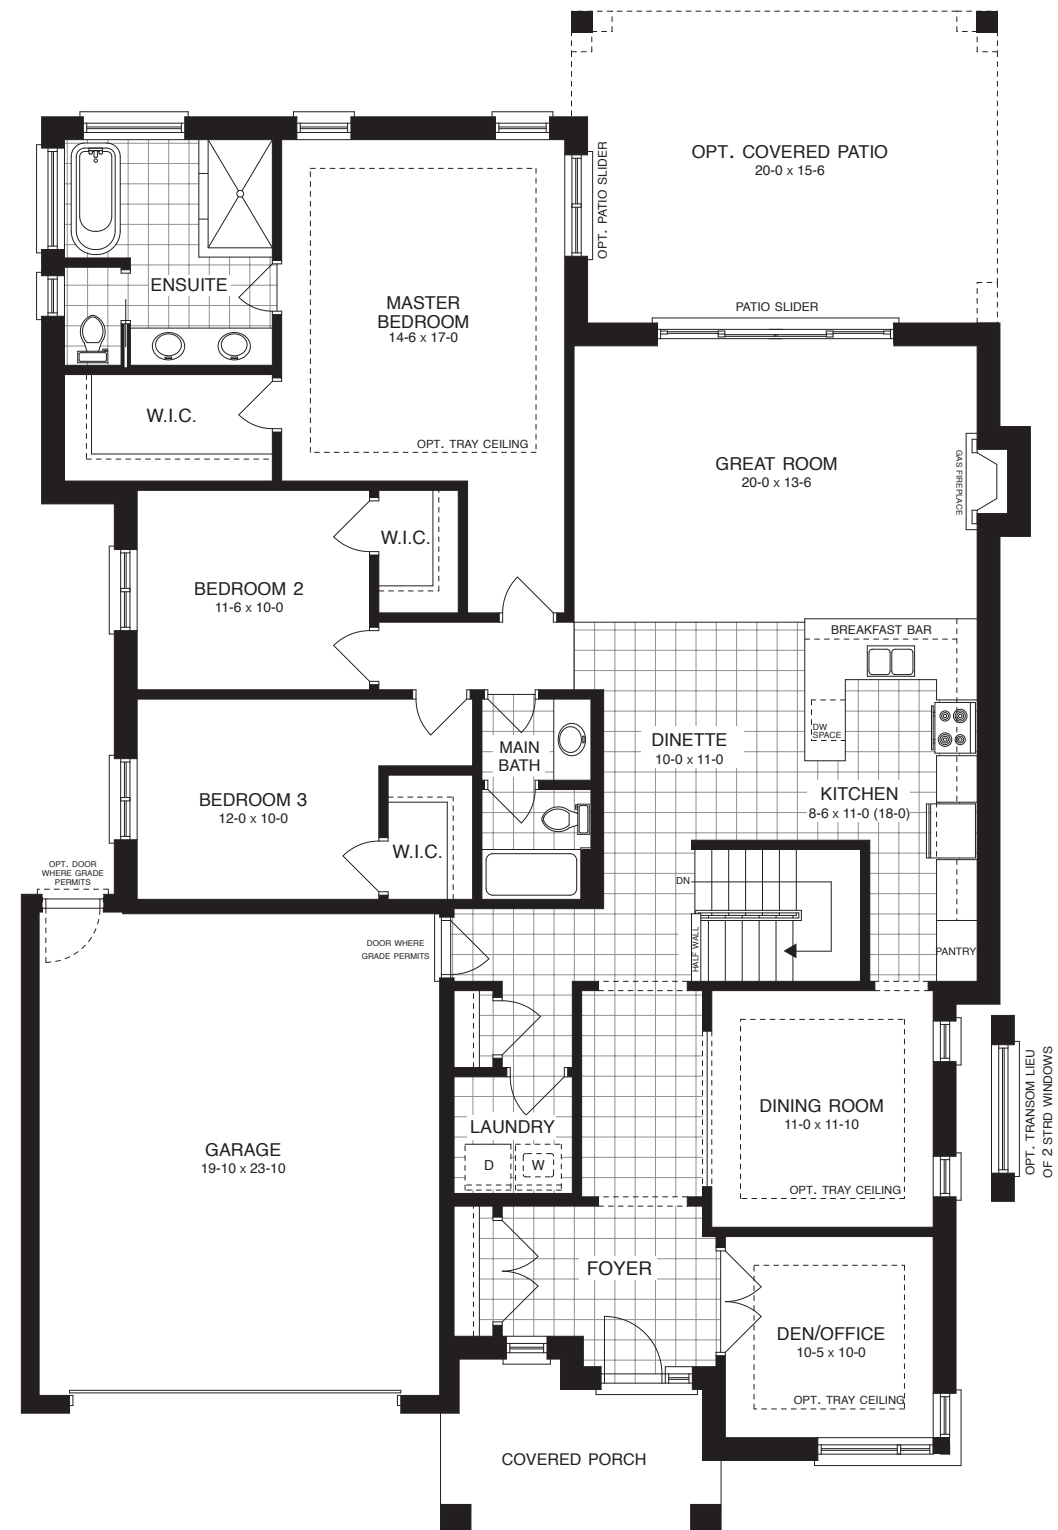 OPT. COVERED PATIO
20-0 x 15-6
OPT. PATIO SLIDER
ENSUITE
MASTER
BEDROOM
14-6 x 17-0
PATIO SLIDER
W.I.C.
OPT. TRAY CEILING
GREAT ROOM
20-0 x 13-6
GAS FIREPLACE
W.I.C.
BEDROOM 2
11-6 x 10-0
BREAKFAST BAR
DW
SPACE
MAIN
BATH
DINETTE
10-0 x 11-0
KITCHEN
8-6 x 11-0 (18-0)
BEDROOM 3
12-0 x 10-0
W.I.C.
OPT. DOOR
WHERE GRADE
PERMITS
DN
DOOR WHERE
GRADE PERMITS
HALF WALL
PANTRY
OPT. TRANSOM LIEU
OF 2 STRD WINDOWS
DINING ROOM
11-0 x 11-10
OPT. TRAY CEILING
LAUNDRY
D
W
GARAGE
19-10 x 23-10
FOYER
DEN/OFFICE
10-5 x 10-0
OPT. TRAY CEILING
COVERED PORCH